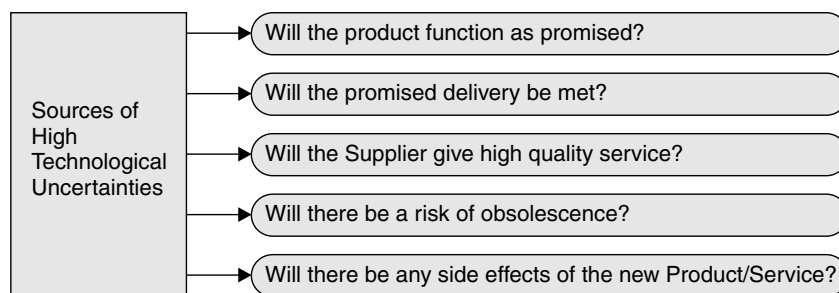 Sources of
High
Technological
Uncertainties
Will the product function as promised?
Will the promised delivery be met?
Will the Supplier give high quality service?
Will there be a risk of obsolescence?
Will there be any side effects of the new Product/Service?